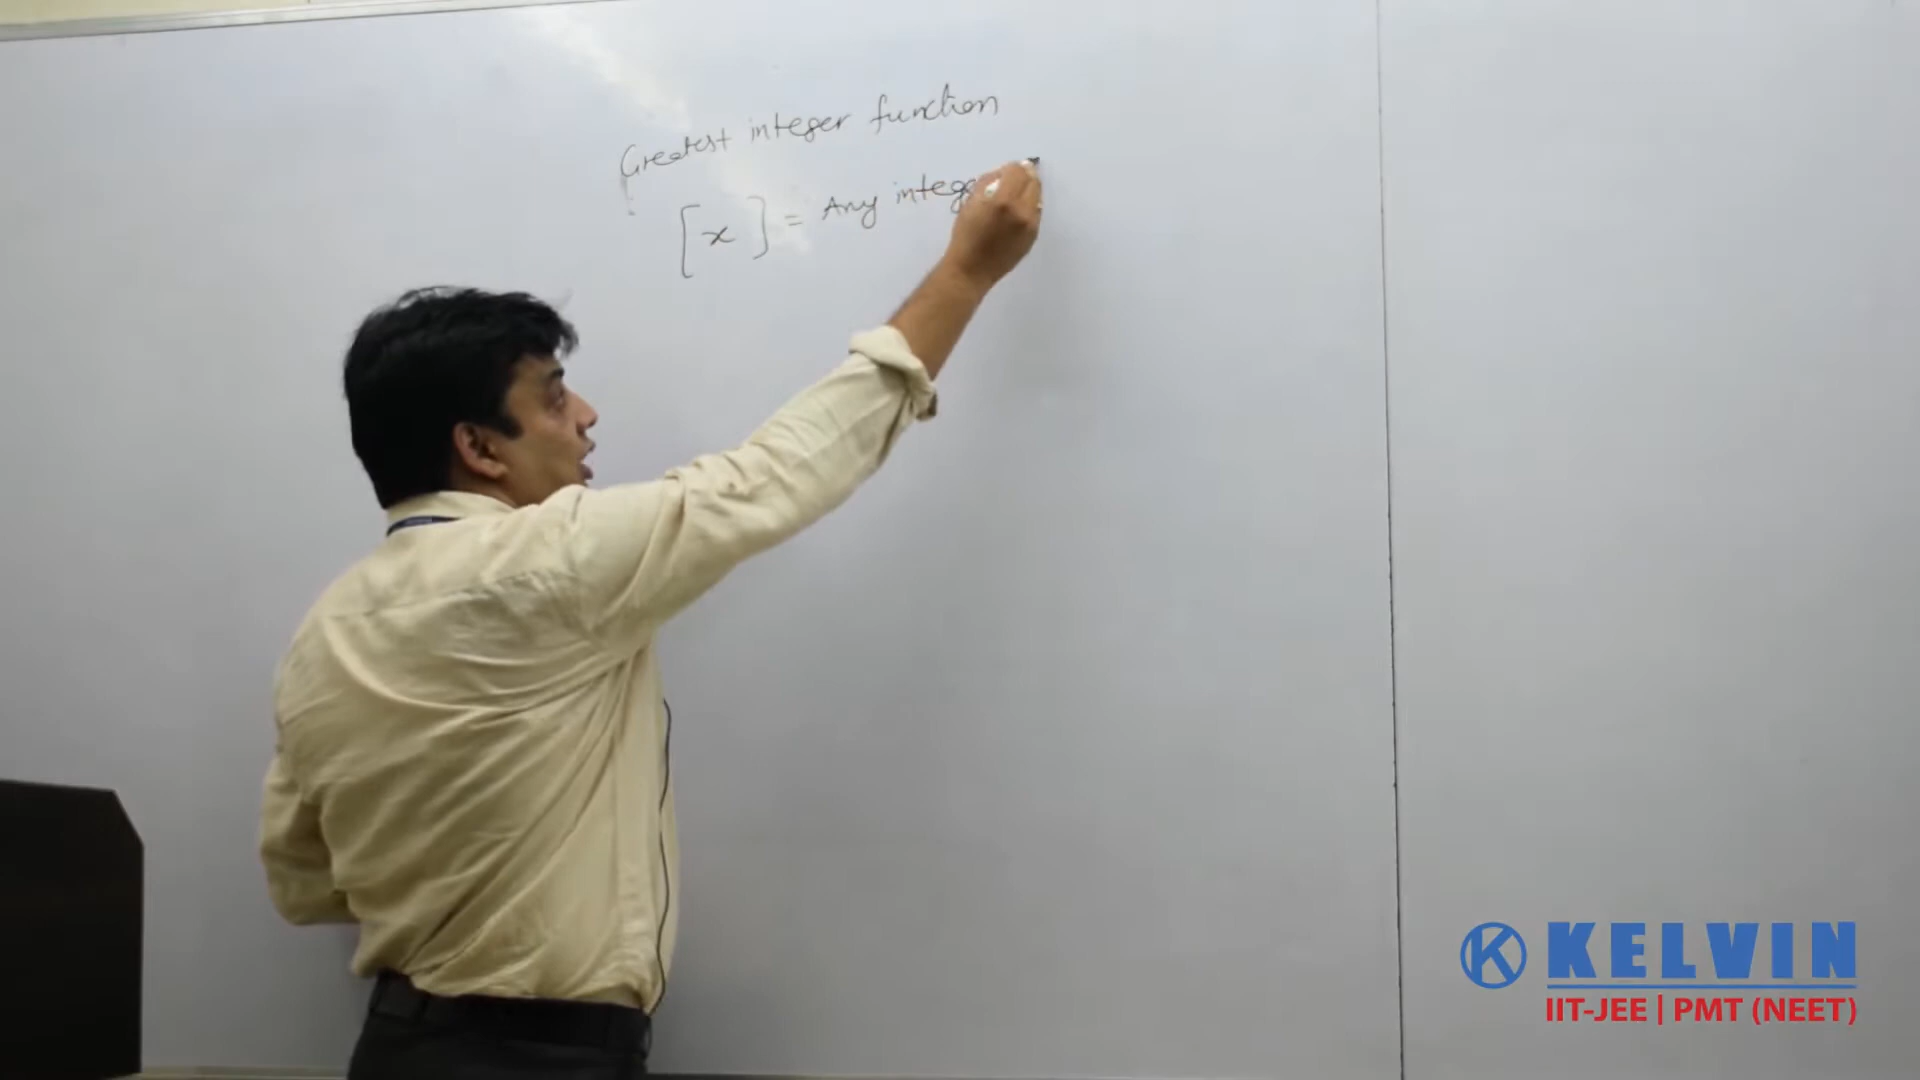 Greatest integer function
[x] = Any integ
KELVIN
IIT-JEE | PMT (NEET)